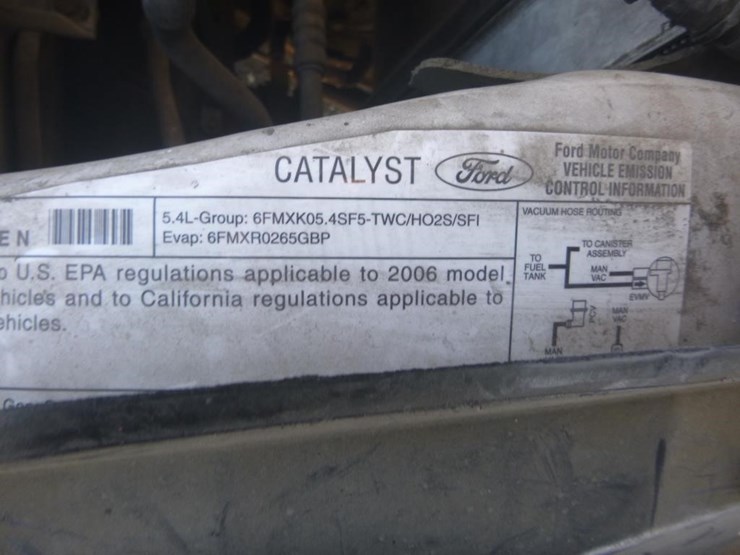 CATALYST
Ford
Ford Motor Company
VEHICLE EMISSION
CONTROL INFORMATION
EN
5.4L-Group: 6FMXK05.4SF5-TWC/HO2S/SFI
Evap: 6FMXR0265GBP
o U.S. EPA regulations applicable to 2006 model
hicles and to California regulations applicable to
ehicles.
VACUUM HOSE ROUTING
TO FUEL TANK
TO CANISTER
ASSEMBLY
MAN
VAC
EVMV
PCV
MAN
VAC
MAN